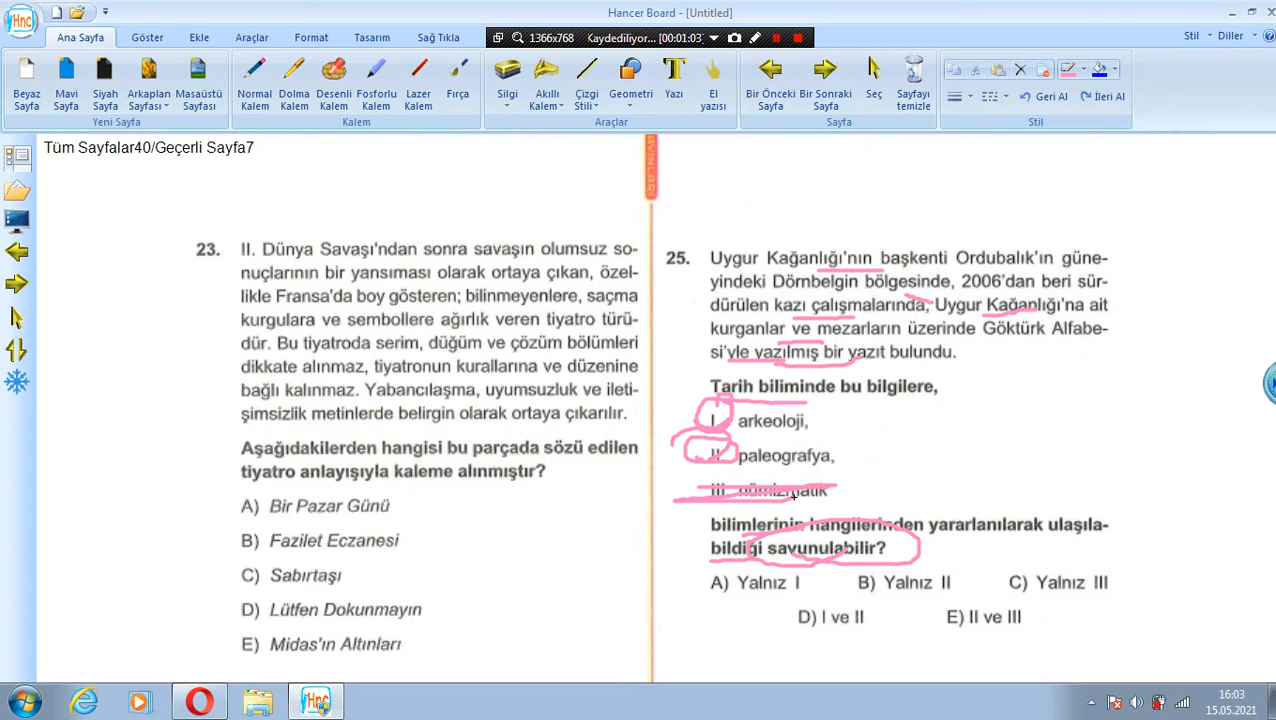 Hancer Board - [Untitled]
Ana Sayfa Göster Ekle Araçlar Format Tasarım Sağ Tıkla
1366x768 Kaydediliyor... [00:01:03]
Stil Diller
Beyaz Sayfa
Mavi Sayfa
Siyah Sayfa
Arkaplan Sayfası
Masaüstü Sayfası
Yeni Sayfa
Normal Kalem
Dolma Kalem
Desenli Kalem
Fosforlu Kalem
Lazer Kalem
Fırça
Kalem
Silgi
Akıllı Kalem
Çizgi Stili
Geometri
Yazı
El yazısı
Araçlar
Bir Önceki Sayfa
Bir Sonraki Sayfa
Seç
Sayfayı temizle
Sayfa
Geri Al
İleri Al
Stil
Tüm Sayfalar40/Geçerli Sayfa7
23. II. Dünya Savaşı'ndan sonra savaşın olumsuz so-
nuçlarının bir yansıması olarak ortaya çıkan, özel-
likle Fransa'da boy gösteren; bilinmeyenlere, saçma
kurgulara ve sembollere ağırlık veren tiyatro türü-
dür. Bu tiyatroda serim, düğüm ve çözüm bölümleri
dikkate alınmaz, tiyatronun kurallarına ve düzenine
bağlı kalınmaz. Yabancılaşma, uyumsuzluk ve ileti-
şimsizlik metinlerde belirgin olarak ortaya çıkarılır.
Aşağıdakilerden hangisi bu parçada sözü edilen
tiyatro anlayışıyla kaleme alınmıştır?
A) Bir Pazar Günü
B) Fazilet Eczanesi
C) Sabırtaşı
D) Lütfen Dokunmayın
E) Midas'ın Altınları
25. Uygur Kağanlığı'nın başkenti Ordubalık'ın güne-
yindeki Dörnbelgin bölgesinde, 2006'dan beri sür-
dürülen kazı çalışmalarında, Uygur Kağanlığı'na ait
kurganlar ve mezarların üzerinde Göktürk Alfabe-
si'yle yazılmış bir yazıt bulundu.
Tarih biliminde bu bilgilere,
I arkeoloji,
II paleografya,
III nümizmatik
bilimlerinin hangilerinden yararlanılarak ulaşıla-
bildiği savunulabilir?
A) Yalnız I B) Yalnız II C) Yalnız III
D) I ve II E) II ve III
16:03
15.05.2021